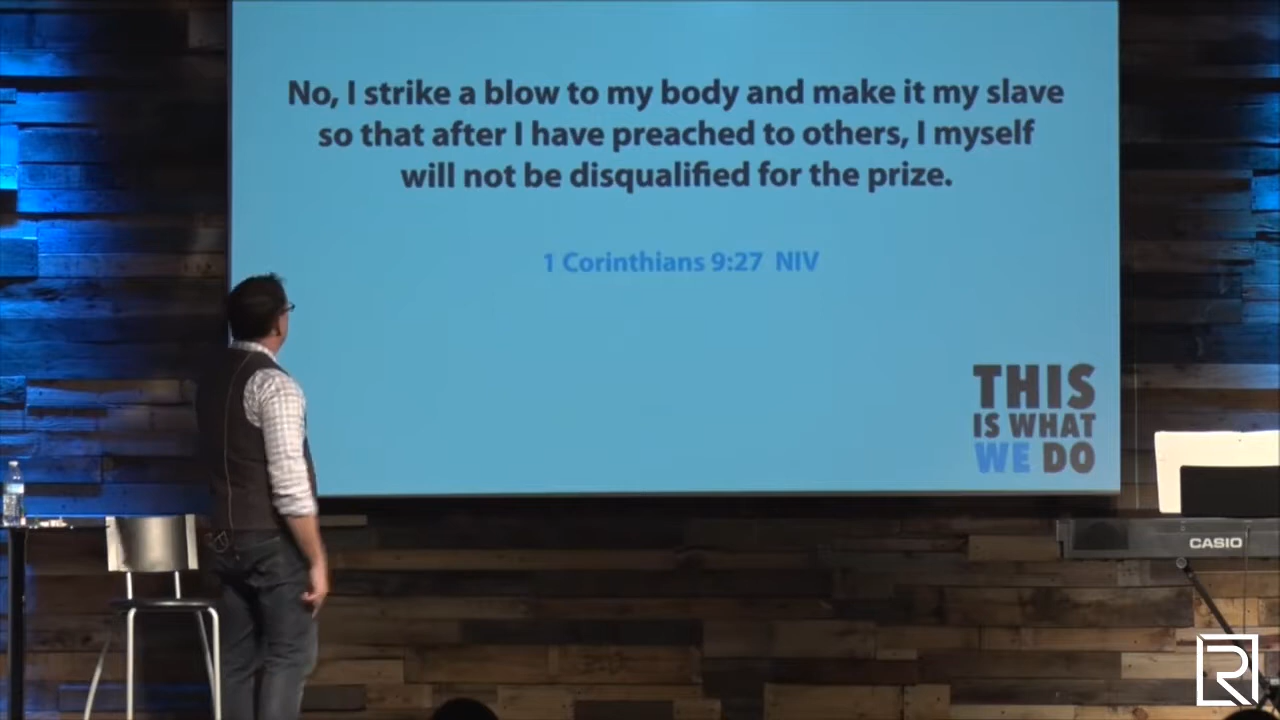 No, I strike a blow to my body and make it my slave
so that after I have preached to others, I myself
will not be disqualified for the prize.
1 Corinthians 9:27 NIV
THIS
IS WHAT
WE DO
CASIO
R